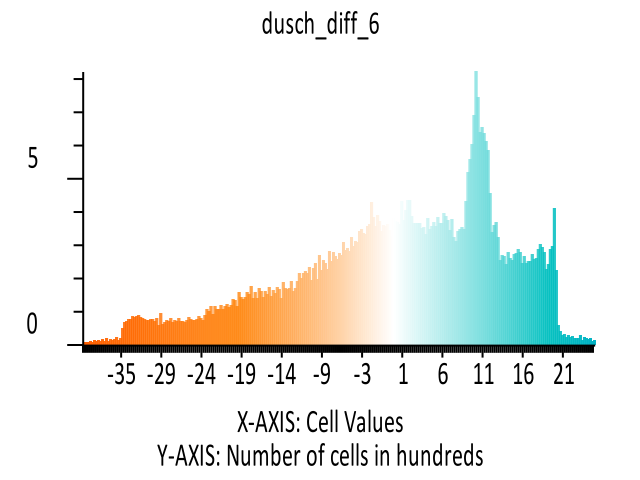 dusch_diff_6
5
0
-35 -29 -24 -19 -14 -9 -3 1 6 11 16 21
X-AXIS: Cell Values
Y-AXIS: Number of cells in hundreds